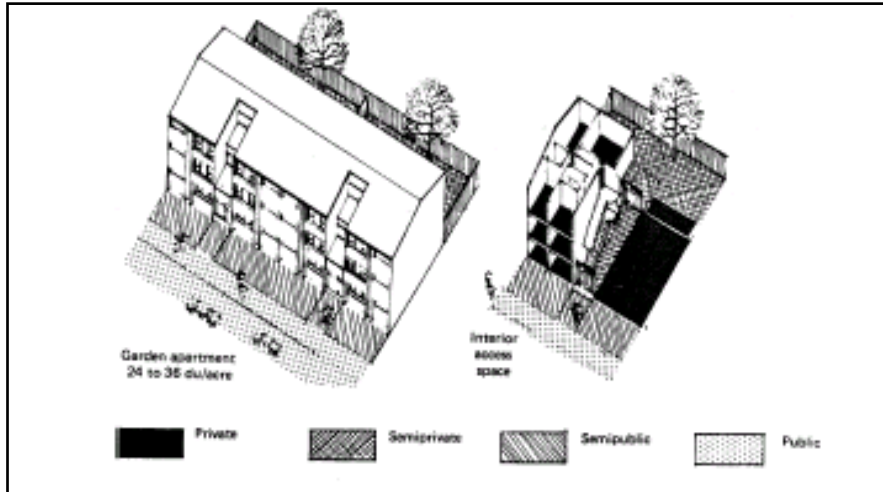 Garden apartment
24 to 36 du/acre
Interior
access
space
Private
Semiprivate
Semipublic
Public